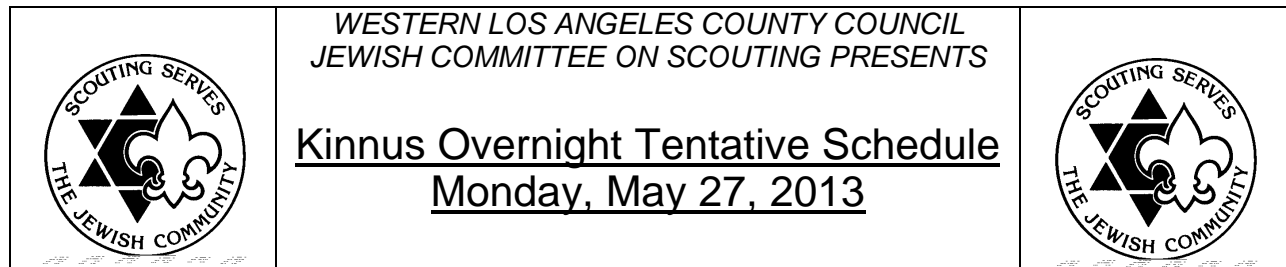 SCOUTING SERVES
THE JEWISH COMMUNITY
WESTERN LOS ANGELES COUNTY COUNCIL
JEWISH COMMITTEE ON SCOUTING PRESENTS
Kinnus Overnight Tentative Schedule
Monday, May 27, 2013
SCOUTING SERVES
THE JEWISH COMMUNITY